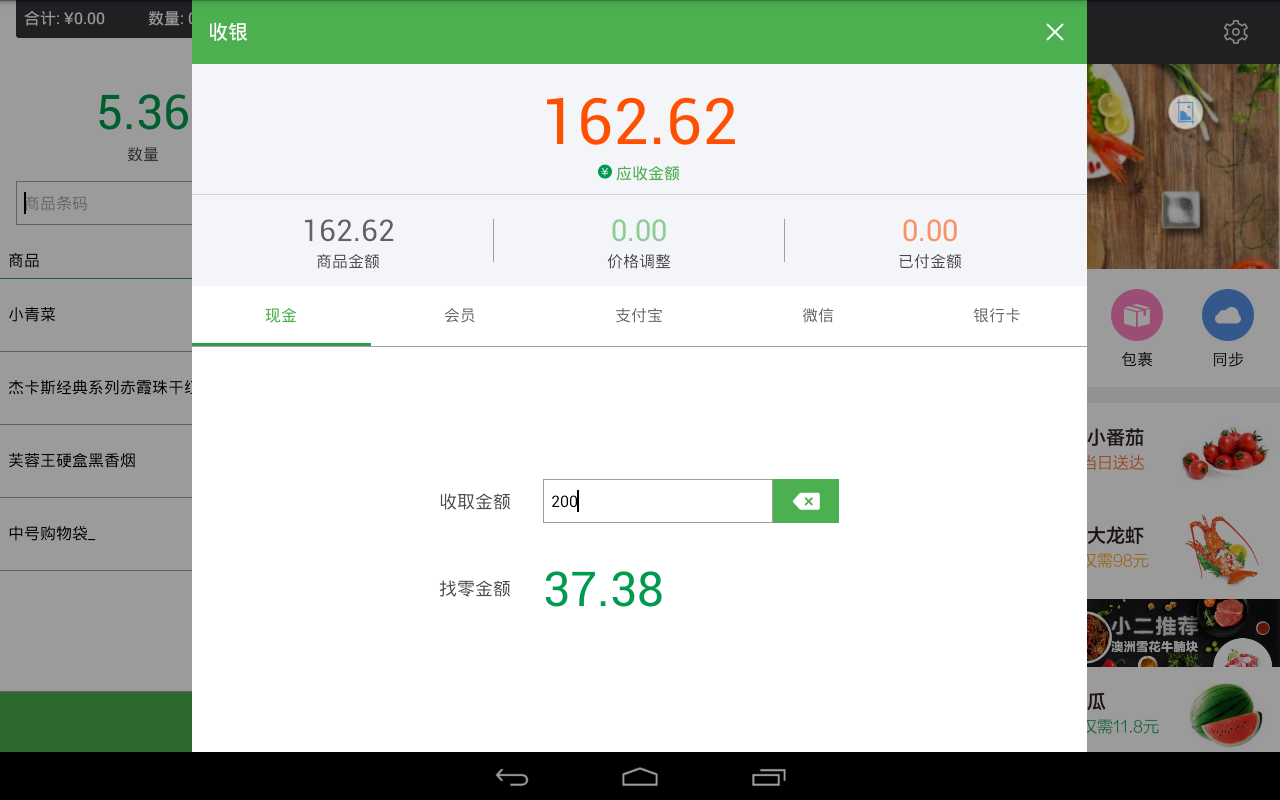 合计: ¥0.00
数量:
收银
5.36
数量
商品条码
商品
小青菜
杰卡斯经典系列赤霞珠干红
芙蓉王硬盒黑香烟
中号购物袋_
162.62
¥ 应收金额
162.62
商品金额
0.00
价格调整
0.00
已付金额
现金
会员
支付宝
微信
银行卡
收取金额
200
找零金额
37.38
包裹
同步
小番茄
当日送达
大龙虾
仅需98元
小二推荐
澳洲雪花牛腩块
瓜
仅需11.8元